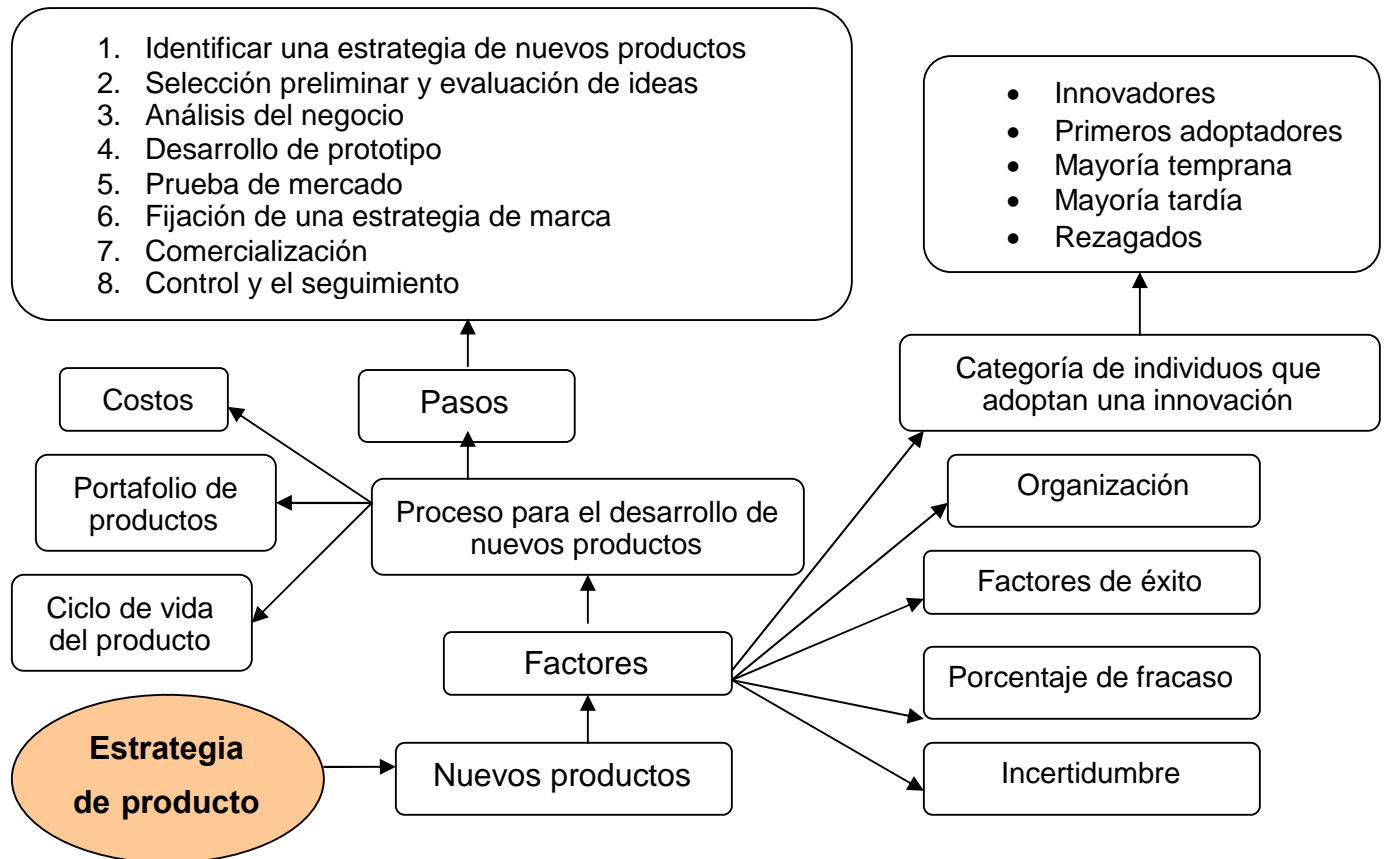 1. Identificar una estrategia de nuevos productos
2. Selección preliminar y evaluación de ideas
3. Análisis del negocio
4. Desarrollo de prototipo
5. Prueba de mercado
6. Fijación de una estrategia de marca
7. Comercialización
8. Control y el seguimiento
• Innovadores
• Primeros adoptadores
• Mayoría temprana
• Mayoría tardía
• Rezagados
Costos
Pasos
Categoría de individuos que
adoptan una innovación
Portafolio de
productos
Proceso para el desarrollo de
nuevos productos
Organización
Ciclo de vida
del producto
Factores
Factores de éxito
Porcentaje de fracaso
Estrategia
de producto
Nuevos productos
Incertidumbre